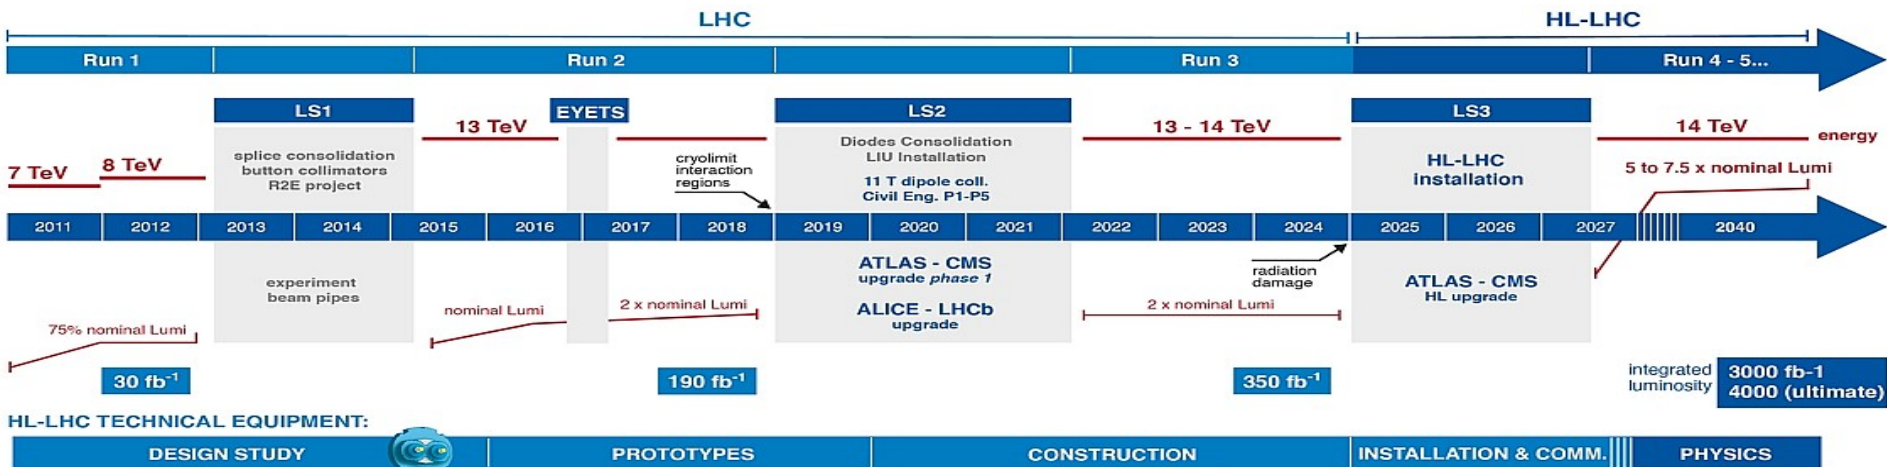 LHC
HL-LHC
Run 1
Run 2
Run 3
Run 4 - 5...
LS1
EYETS
LS2
LS3
13 TeV
13 - 14 TeV
14 TeV
energy
7 TeV
8 TeV
splice consolidation
button collimators
R2E project
cryolimit
interaction
regions
Diodes Consolidation
LIU Installation
11 T dipole coll.
Civil Eng. P1-P5
HL-LHC
installation
5 to 7.5 x nominal Lumi
2011
2012
2013
2014
2015
2016
2017
2018
2019
2020
2021
2022
2023
2024
2025
2026
2027
2040
experiment
beam pipes
75% nominal Lumi
nominal Lumi
2 x nominal Lumi
ATLAS - CMS
upgrade phase 1
ALICE - LHCb
upgrade
radiation
damage
2 x nominal Lumi
ATLAS - CMS
HL upgrade
30 fb⁻¹
190 fb⁻¹
350 fb⁻¹
integrated
luminosity
3000 fb-1
4000 (ultimate)
HL-LHC TECHNICAL EQUIPMENT:
DESIGN STUDY
PROTOTYPES
CONSTRUCTION
INSTALLATION & COMM.
PHYSICS